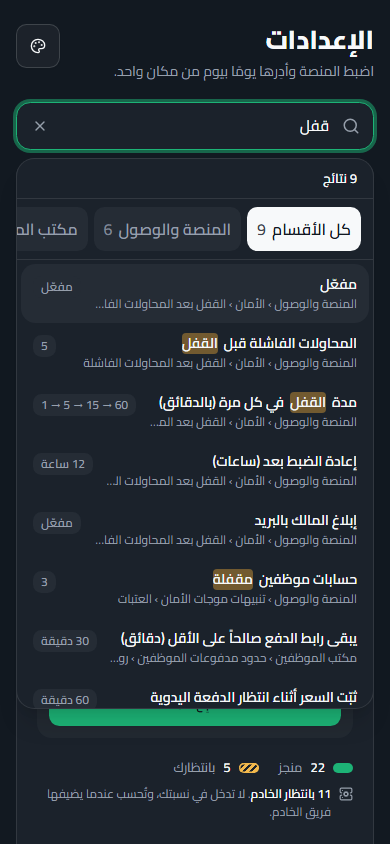 الإعدادات
اضبط المنصة وأدِرها يومًا بيوم من مكان واحد.
قفل
9 نتائج
كل الأقسام 9
المنصة والوصول 6
مكتب الم
مفعّل
مفعّل
المنصة والوصول › الأمان › القفل بعد المحاولات الفا...
المحاولات الفاشلة قبل القفل
5
المنصة والوصول › الأمان › القفل بعد المحاولات الفاشلة
مدة القفل في كل مرة (بالدقائق)
1 → 5 → 15 → 60
المنصة والوصول › الأمان › القفل بعد الم...
إعادة الضبط بعد (ساعات)
12 ساعة
المنصة والوصول › الأمان › القفل بعد المحاولات الـ...
إبلاغ المالك بالبريد
مفعّل
المنصة والوصول › الأمان › القفل بعد المحاولات الفا...
حسابات موظفين مقفلة
3
المنصة والوصول › تنبيهات موجات الأمان › العتبات
يبقى رابط الدفع صالحاً على الأقل (دقائق)
30 دقيقة
مكتب الموظفين › حدود مدفوعات الموظفين › رو...
ثبّت السعر أثناء انتظار الدفعة اليدوية
60 دقيقة
22 منجز
5 بانتظارك
11 بانتظار الخادم. لا تدخل في نسبتك، وتُحسب عندما يضيفها
فريق الخادم.